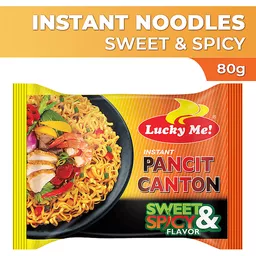 INSTANT NOODLES
SWEET & SPICY
80g
Lucky Me!
INSTANT
PANCIT
CANTON
SWEET &
SPICY
FLAVOR